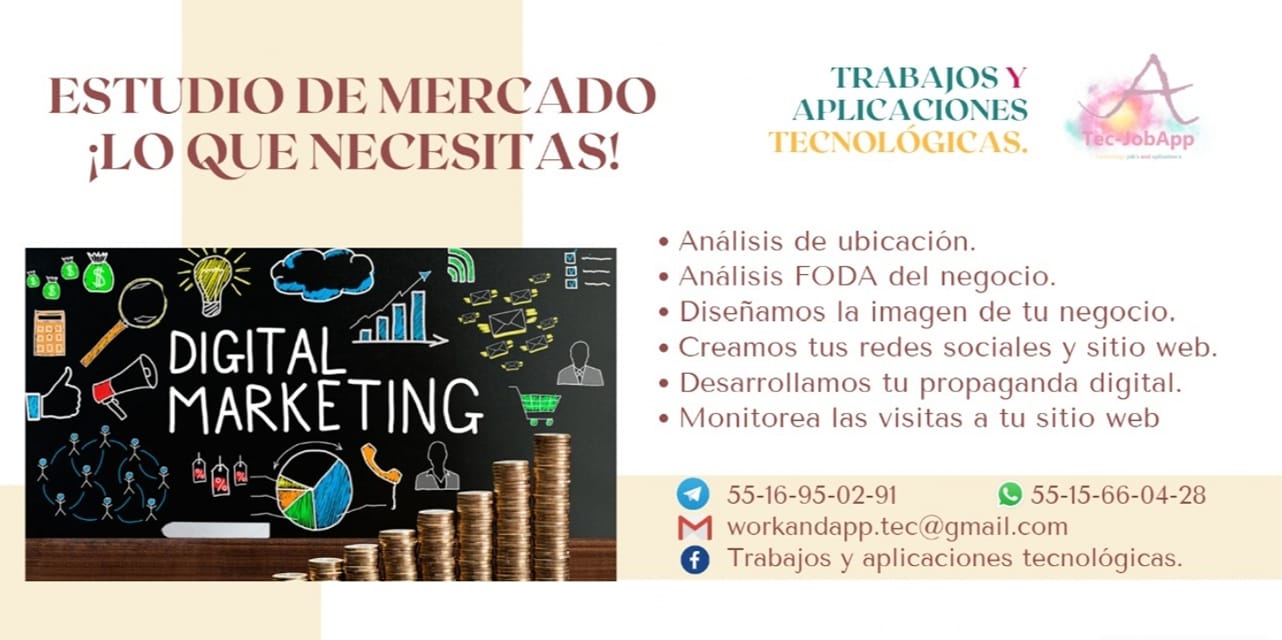 ESTUDIO DE MERCADO
¡LO QUE NECESITAS!
TRABAJOS Y
APLICACIONES
TECNOLÓGICAS.
Tec-JobApp
DIGITAL
MARKETING
• Análisis de ubicación.
• Análisis FODA del negocio.
• Diseñamos la imagen de tu negocio.
• Creamos tus redes sociales y sitio web.
• Desarrollamos tu propaganda digital.
• Monitorea las visitas a tu sitio web
55-16-95-02-91
55-15-66-04-28
workandapp.tec@gmail.com
Trabajos y aplicaciones tecnológicas.